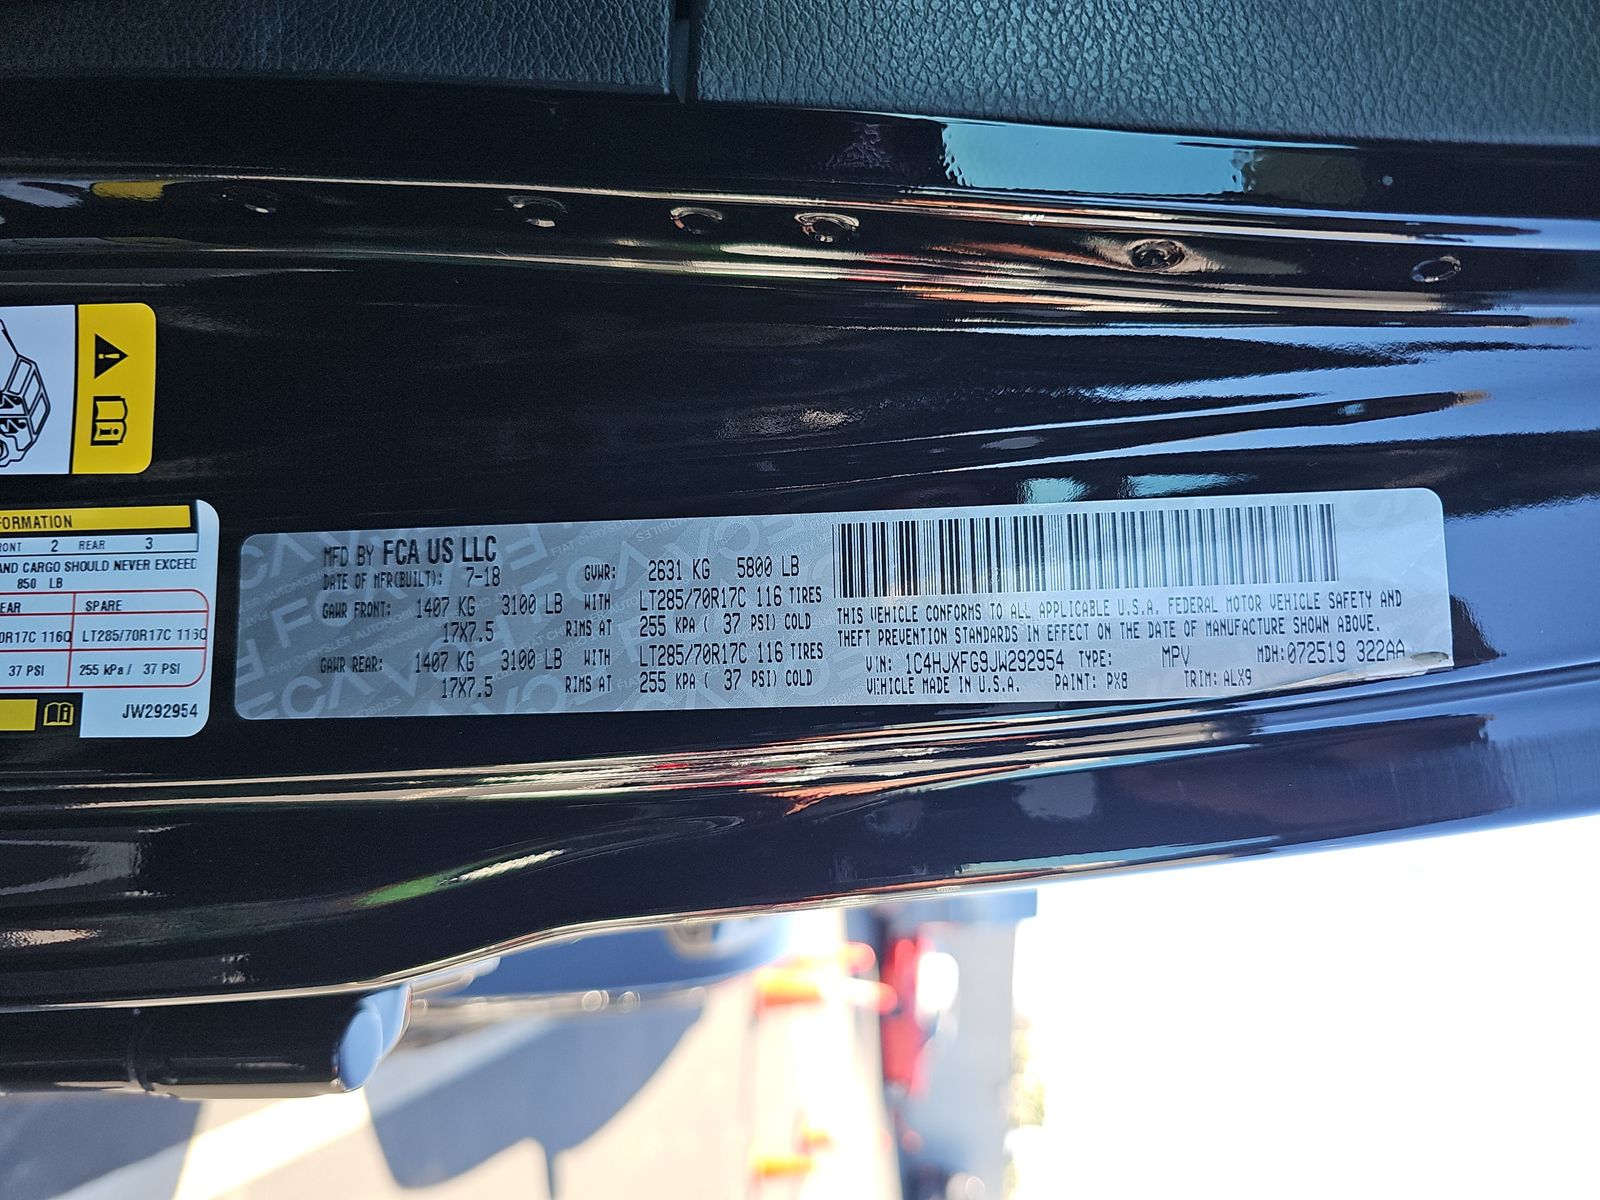 FORMATION
RONT 2 REAR 3
AND CARGO SHOULD NEVER EXCEED
850 LB
EAR SPARE
70R17C 116Q LT285/70R17C 116Q
37 PSI 255 kPa / 37 PSI
JW292954
MFD BY FCA US LLC
DATE OF MFR(BUILT): 7-18 GVWR: 2631 KG 5800 LB
GAWR FRONT: 1407 KG 3100 LB WITH LT285/70R17C 116 TIRES
17X7.5 RIMS AT 255 KPA ( 37 PSI) COLD
GAWR REAR: 1407 KG 3100 LB WITH LT285/70R17C 116 TIRES
17X7.5 RIMS AT 255 KPA ( 37 PSI) COLD
THIS VEHICLE CONFORMS TO ALL APPLICABLE U.S.A. FEDERAL MOTOR VEHICLE SAFETY AND
THEFT PREVENTION STANDARDS IN EFFECT ON THE DATE OF MANUFACTURE SHOWN ABOVE.
VIN: 1C4HJXFG9JW292954 TYPE: MPV MDH:072519 322AA
VEHICLE MADE IN U.S.A. PAINT: PX8 TRIM: ALX9